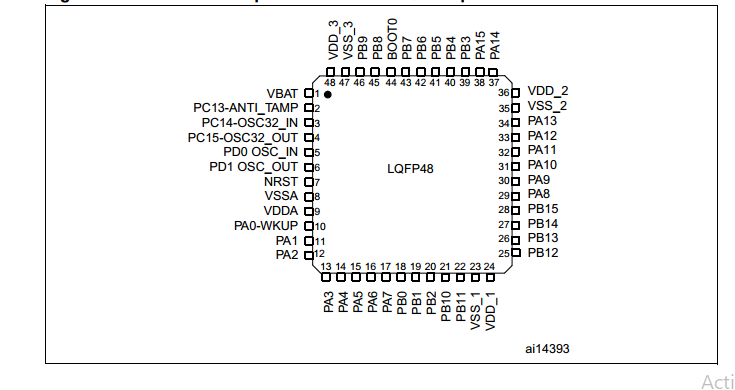 VDD_3
VSS_3
PB9
PB8
BOOT0
PB7
PB6
PB5
PB4
PB3
PA15
PA14
48 47 46 45 44 43 42 41 40 39 38 37
VBAT 1
PC13-ANTI_TAMP 2
PC14-OSC32_IN 3
PC15-OSC32_OUT 4
PD0 OSC_IN 5
PD1 OSC_OUT 6
NRST 7
VSSA 8
VDDA 9
PA0-WKUP 10
PA1 11
PA2 12
LQFP48
36 VDD_2
35 VSS_2
34 PA13
33 PA12
32 PA11
31 PA10
30 PA9
29 PA8
28 PB15
27 PB14
26 PB13
25 PB12
13 14 15 16 17 18 19 20 21 22 23 24
PA3
PA4
PA5
PA6
PA7
PB0
PB1
PB2
PB10
PB11
VSS_1
VDD_1
ai14393
Acti